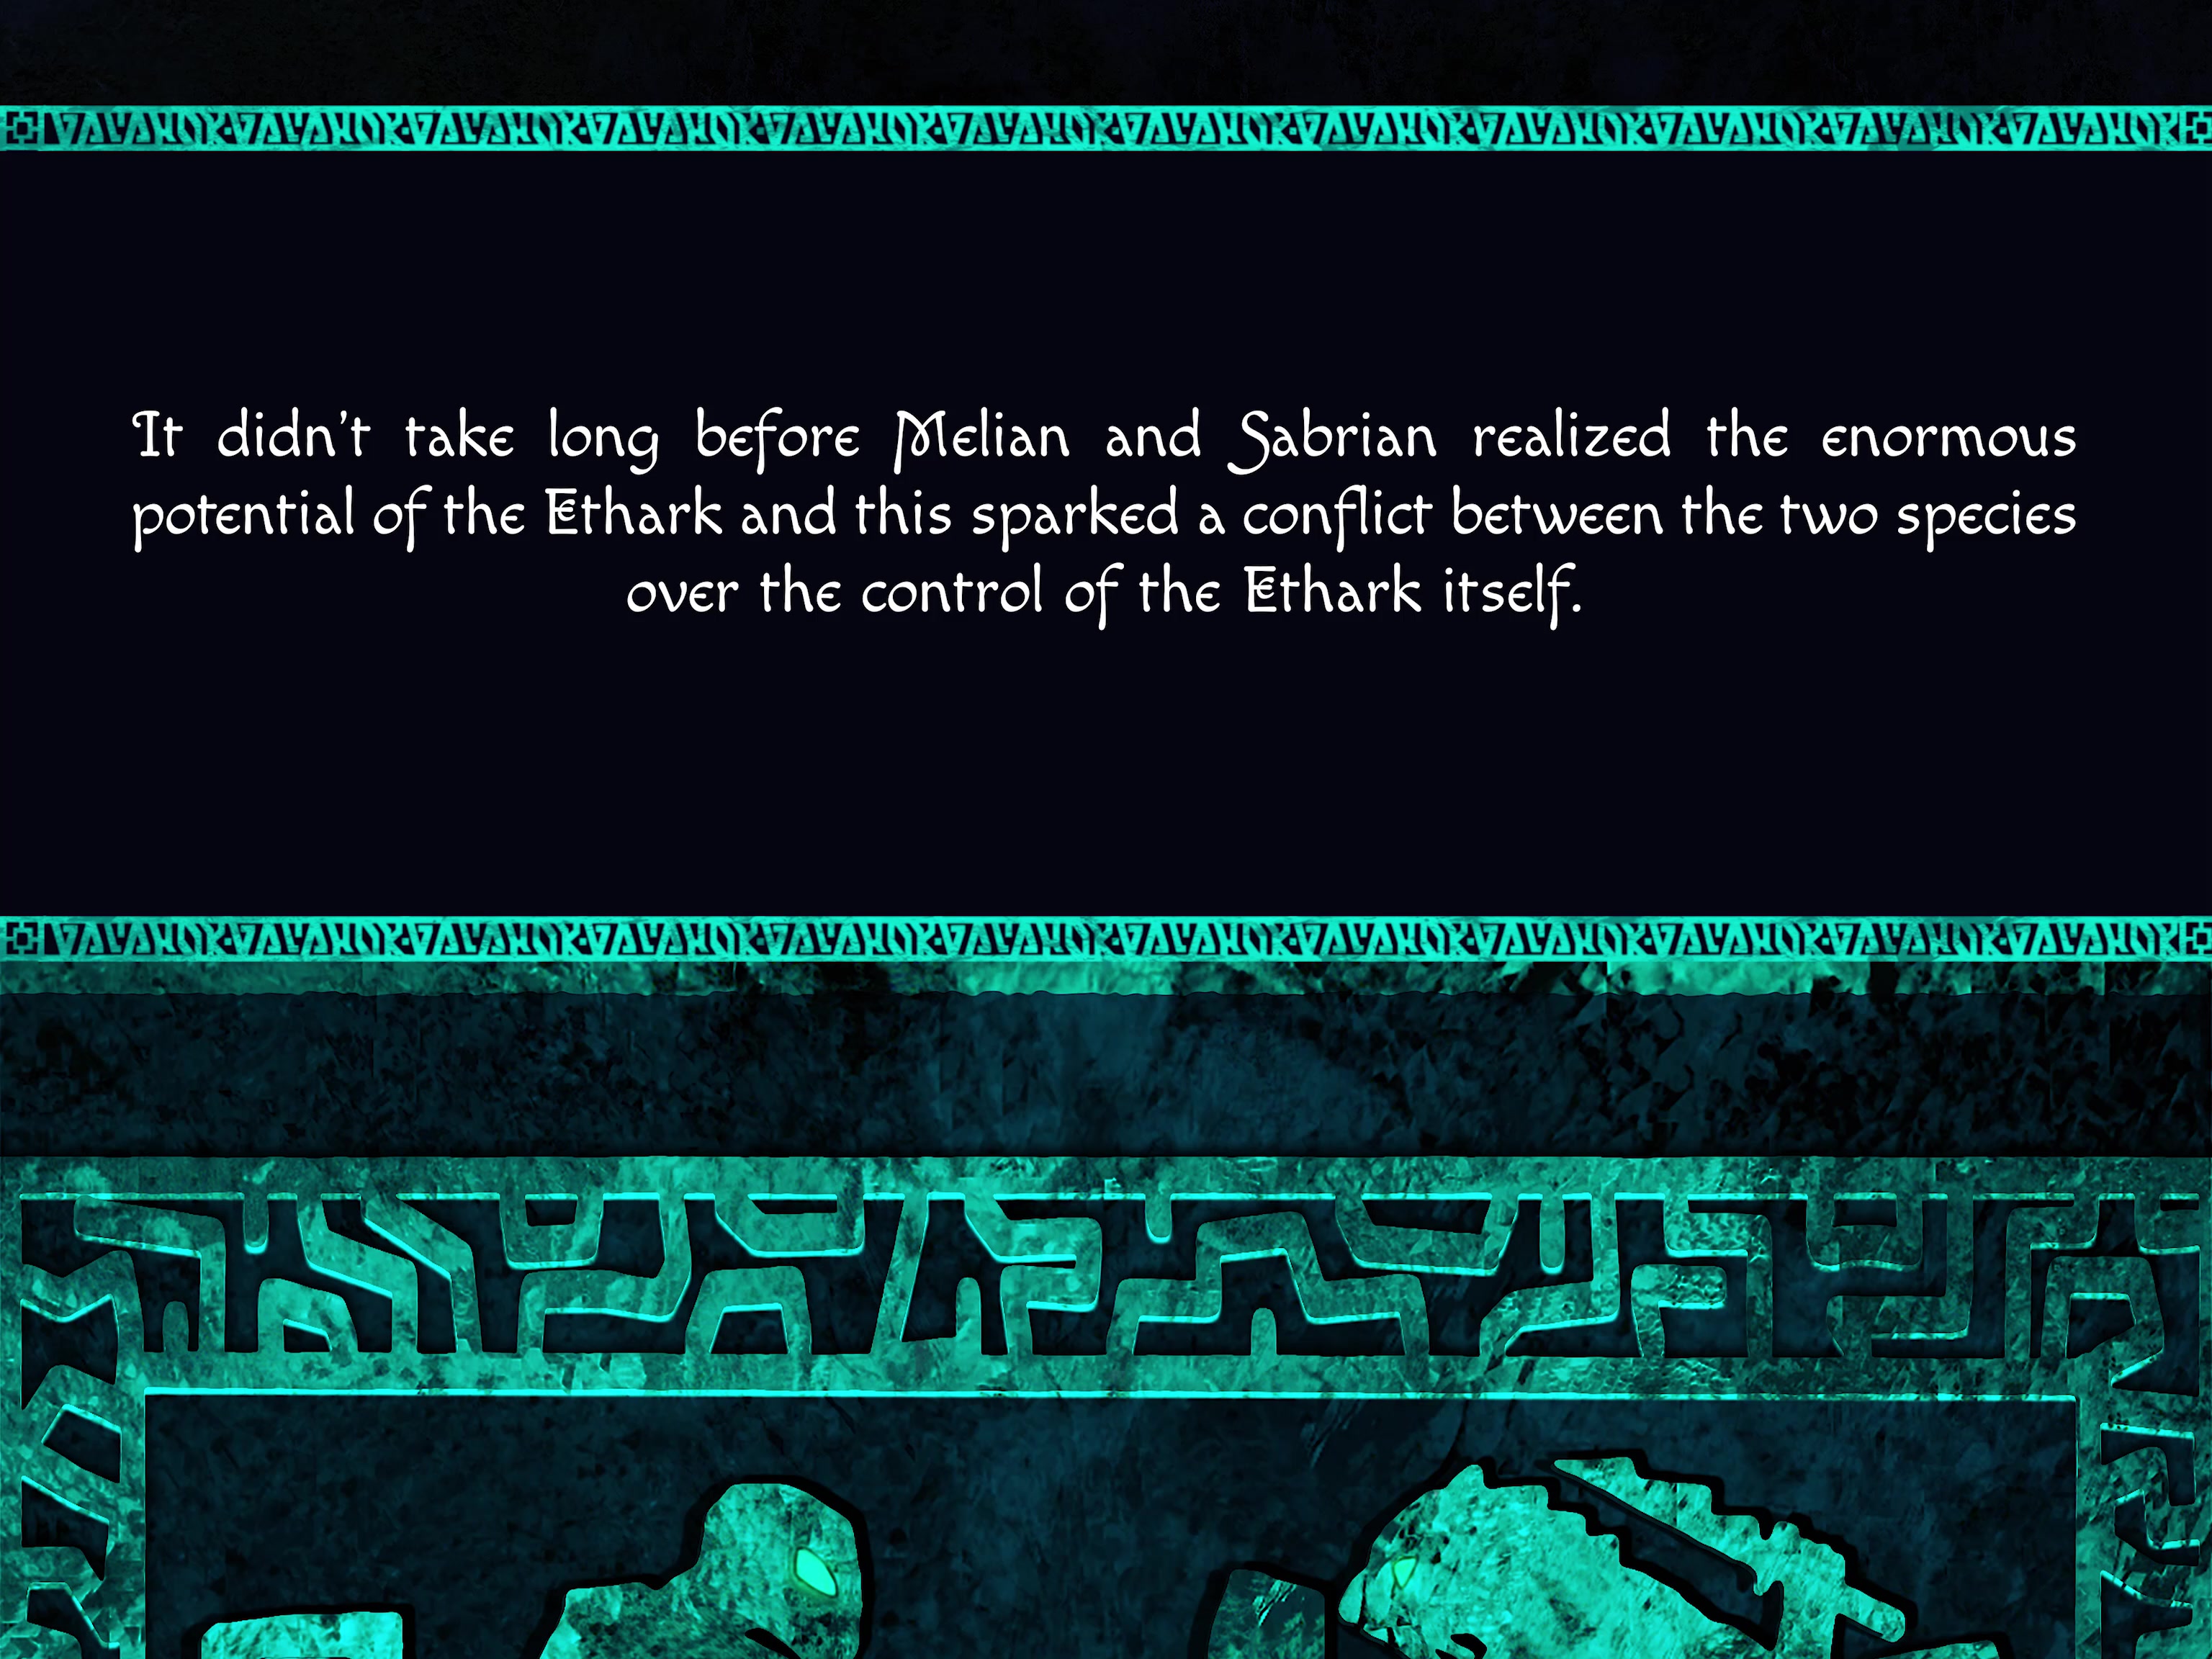 It didn't take long before Melian and Sabrian realized the enormous
potential of the Ethark and this sparked a conflict between the two species
over the control of the Ethark itself.